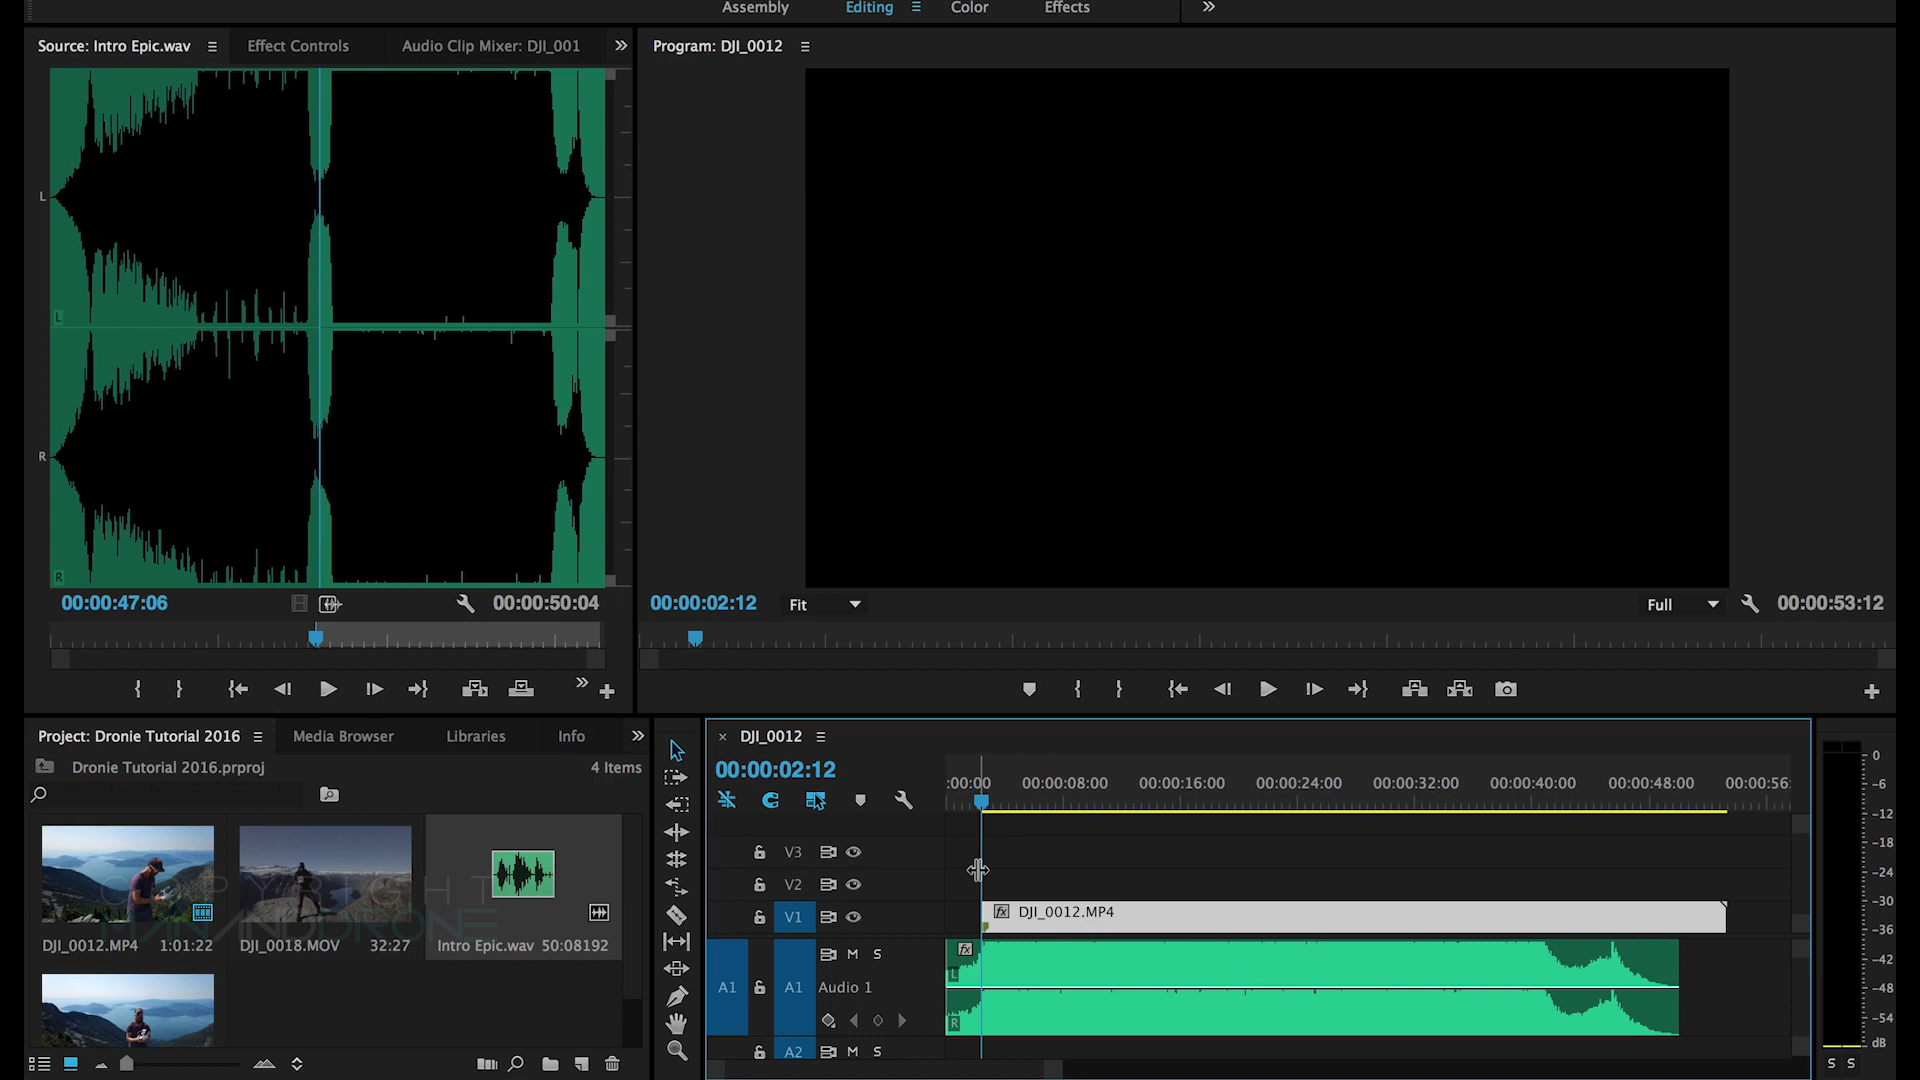 Assembly Editing Color Effects
Source: Intro Epic.wav Effect Controls Audio Clip Mixer: DJI_001
Program: DJI_0012
L
L
R
R
00:00:47:06 00:00:50:04
00:00:02:12 Fit Full 00:00:53:12
Project: Dronie Tutorial 2016 Media Browser Libraries Info
Dronie Tutorial 2016.prproj 4 Items
COPYRIGHT
MANANDDRONE
DJI_0012.MP4 1:01:22 DJI_0018.MOV 32:27 Intro Epic.wav 50:08192
DJI_0012
00:00:02:12
:00:00 00:00:08:00 00:00:16:00 00:00:24:00 00:00:32:00 00:00:40:00 00:00:48:00 00:00:56:
V3
V2
V1 fx DJI_0012.MP4
M S fx
L
A1 A1 Audio 1
R
A2 M S
0
-6
-12
-18
-24
-30
-36
-42
-48
-54
dB
S S